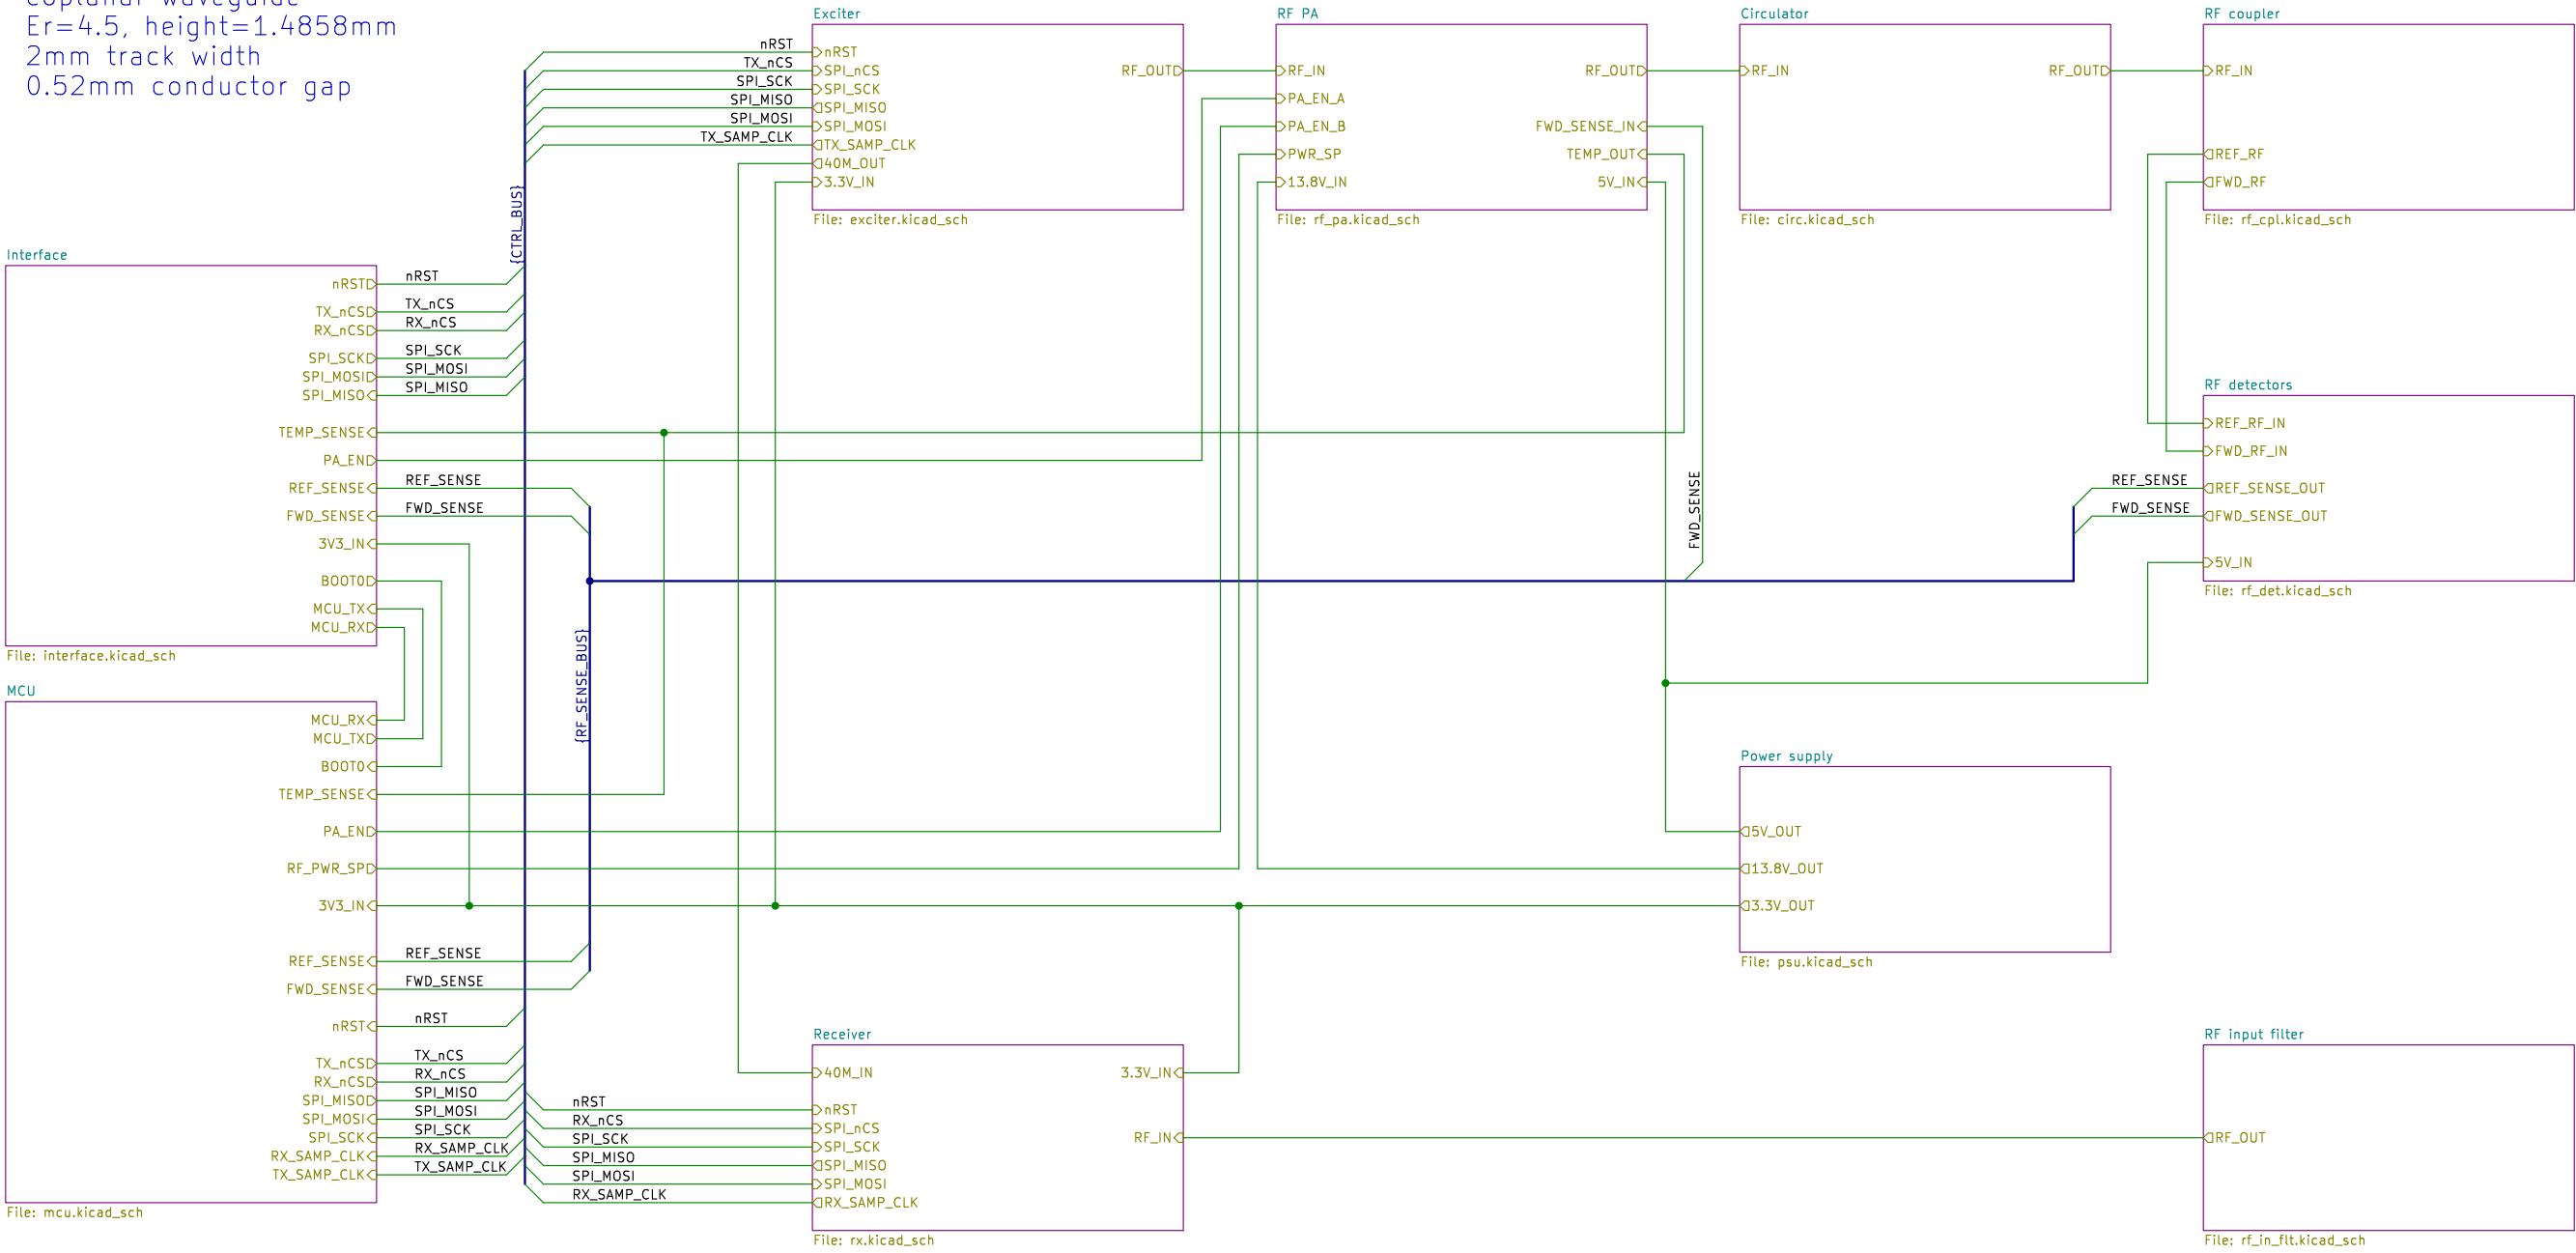 coplanar waveguide
Er=4.5, height=1.4858mm
2mm track width
0.52mm conductor gap
Exciter
nRST
TX_nCS
SPI_SCK
SPI_MISO
SPI_MOSI
TX_SAMP_CLK
nRST
SPI_nCS
SPI_SCK
SPI_MISO
SPI_MOSI
TX_SAMP_CLK
40M_OUT
3.3V_IN
RF_OUT
File: exciter.kicad_sch
RF PA
RF_IN
PA_EN_A
PA_EN_B
PWR_SP
13.8V_IN
RF_OUT
FWD_SENSE_IN
TEMP_OUT
5V_IN
File: rf_pa.kicad_sch
Circulator
RF_IN
RF_OUT
File: circ.kicad_sch
RF coupler
RF_IN
REF_RF
FWD_RF
File: rf_cpl.kicad_sch
{CTRL_BUS}
Interface
nRST
TX_nCS
RX_nCS
SPI_SCK
SPI_MOSI
SPI_MISO
TEMP_SENSE
PA_EN
REF_SENSE
FWD_SENSE
3V3_IN
BOOT0
MCU_TX
MCU_RX
nRST
TX_nCS
RX_nCS
SPI_SCK
SPI_MOSI
SPI_MISO
REF_SENSE
FWD_SENSE
File: interface.kicad_sch
FWD_SENSE
RF detectors
REF_SENSE
FWD_SENSE
REF_RF_IN
FWD_RF_IN
REF_SENSE_OUT
FWD_SENSE_OUT
5V_IN
File: rf_det.kicad_sch
{RF_SENSE_BUS}
MCU
MCU_RX
MCU_TX
BOOT0
TEMP_SENSE
PA_EN
RF_PWR_SP
3V3_IN
REF_SENSE
FWD_SENSE
nRST
TX_nCS
RX_nCS
SPI_MISO
SPI_MOSI
SPI_SCK
RX_SAMP_CLK
TX_SAMP_CLK
REF_SENSE
FWD_SENSE
nRST
TX_nCS
RX_nCS
SPI_MISO
SPI_MOSI
SPI_SCK
RX_SAMP_CLK
TX_SAMP_CLK
File: mcu.kicad_sch
Power supply
5V_OUT
13.8V_OUT
3.3V_OUT
File: psu.kicad_sch
Receiver
nRST
RX_nCS
SPI_SCK
SPI_MISO
SPI_MOSI
RX_SAMP_CLK
40M_IN
nRST
SPI_nCS
SPI_SCK
SPI_MISO
SPI_MOSI
RX_SAMP_CLK
3.3V_IN
RF_IN
File: rx.kicad_sch
RF input filter
RF_OUT
File: rf_in_flt.kicad_sch